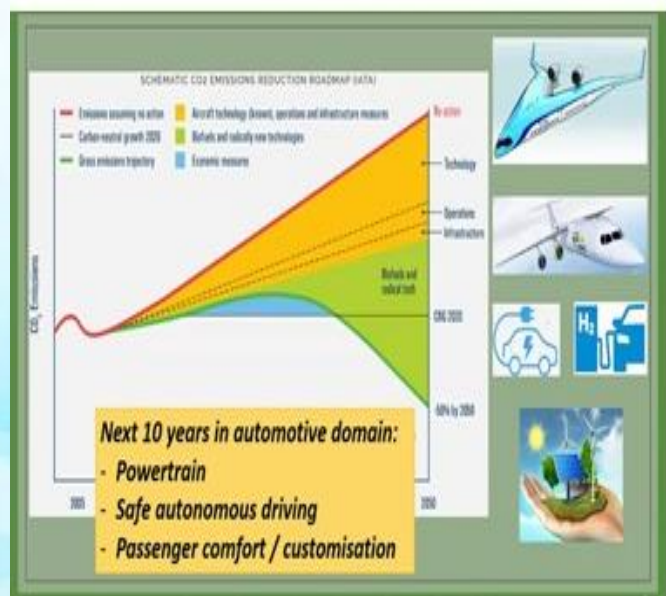 SCHEMATIC CO2 EMISSIONS REDUCTION ROADMAP (IATA)
Emissions assuming no action
Aircraft technology (known), operations and infrastructure measures
Carbon-neutral growth 2020
Biofuels and radically new technologies
Gross emissions trajectory
Economic measures
No action
Technology
Operations
Infrastructure
Biofuels and
radical tech
CO2 Emissions
CNG 2020
-50% by 2050
2005
2050
Next 10 years in automotive domain:
- Powertrain
- Safe autonomous driving
- Passenger comfort / customisation
H2